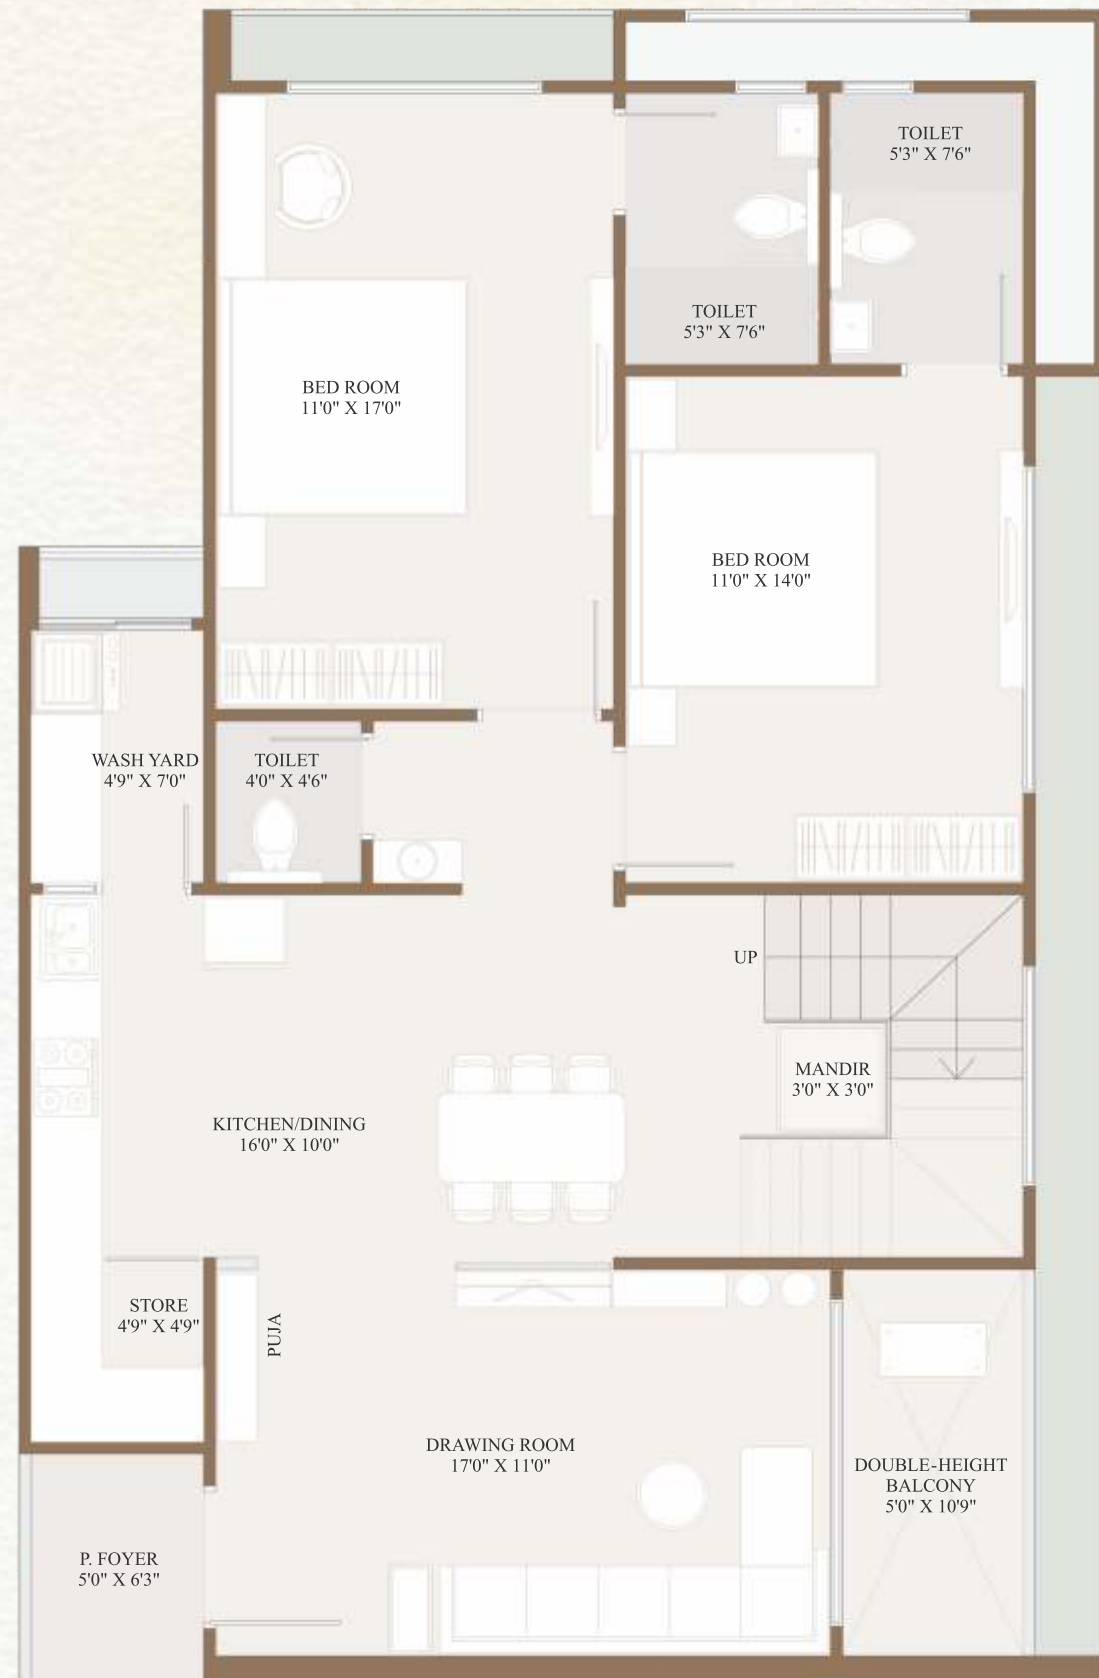 TOILET
5'3" X 7'6"
TOILET
5'3" X 7'6"
BED ROOM
11'0" X 17'0"
BED ROOM
11'0" X 14'0"
WASH YARD
4'9" X 7'0"
TOILET
4'0" X 4'6"
UP
MANDIR
3'0" X 3'0"
KITCHEN/DINING
16'0" X 10'0"
STORE
4'9" X 4'9"
PUJA
DRAWING ROOM
17'0" X 11'0"
DOUBLE-HEIGHT
BALCONY
5'0" X 10'9"
P. FOYER
5'0" X 6'3"